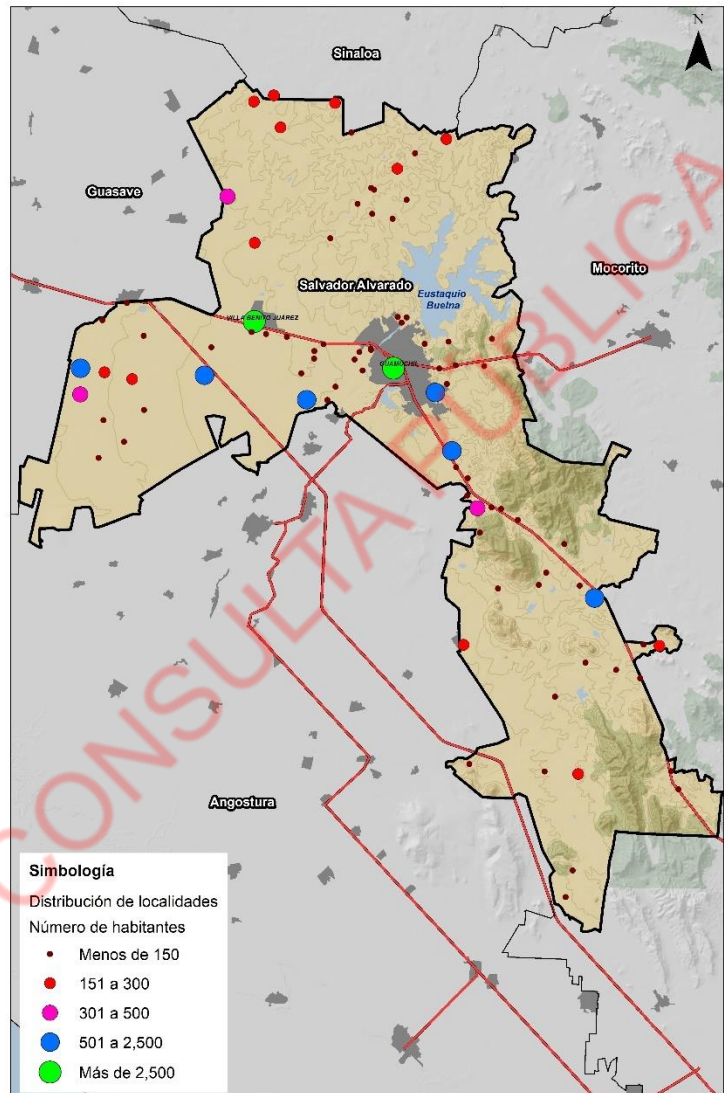 N
Sinaloa
Guasave
Mocorito
Salvador Alvarado
Eustaquio
Buelna
VILLA BENITO JUÁREZ
GUAMÚCHIL
CONSULTA PÚBLICA
Angostura
Simbología
Distribución de localidades
Número de habitantes
Menos de 150
151 a 300
301 a 500
501 a 2,500
Más de 2,500